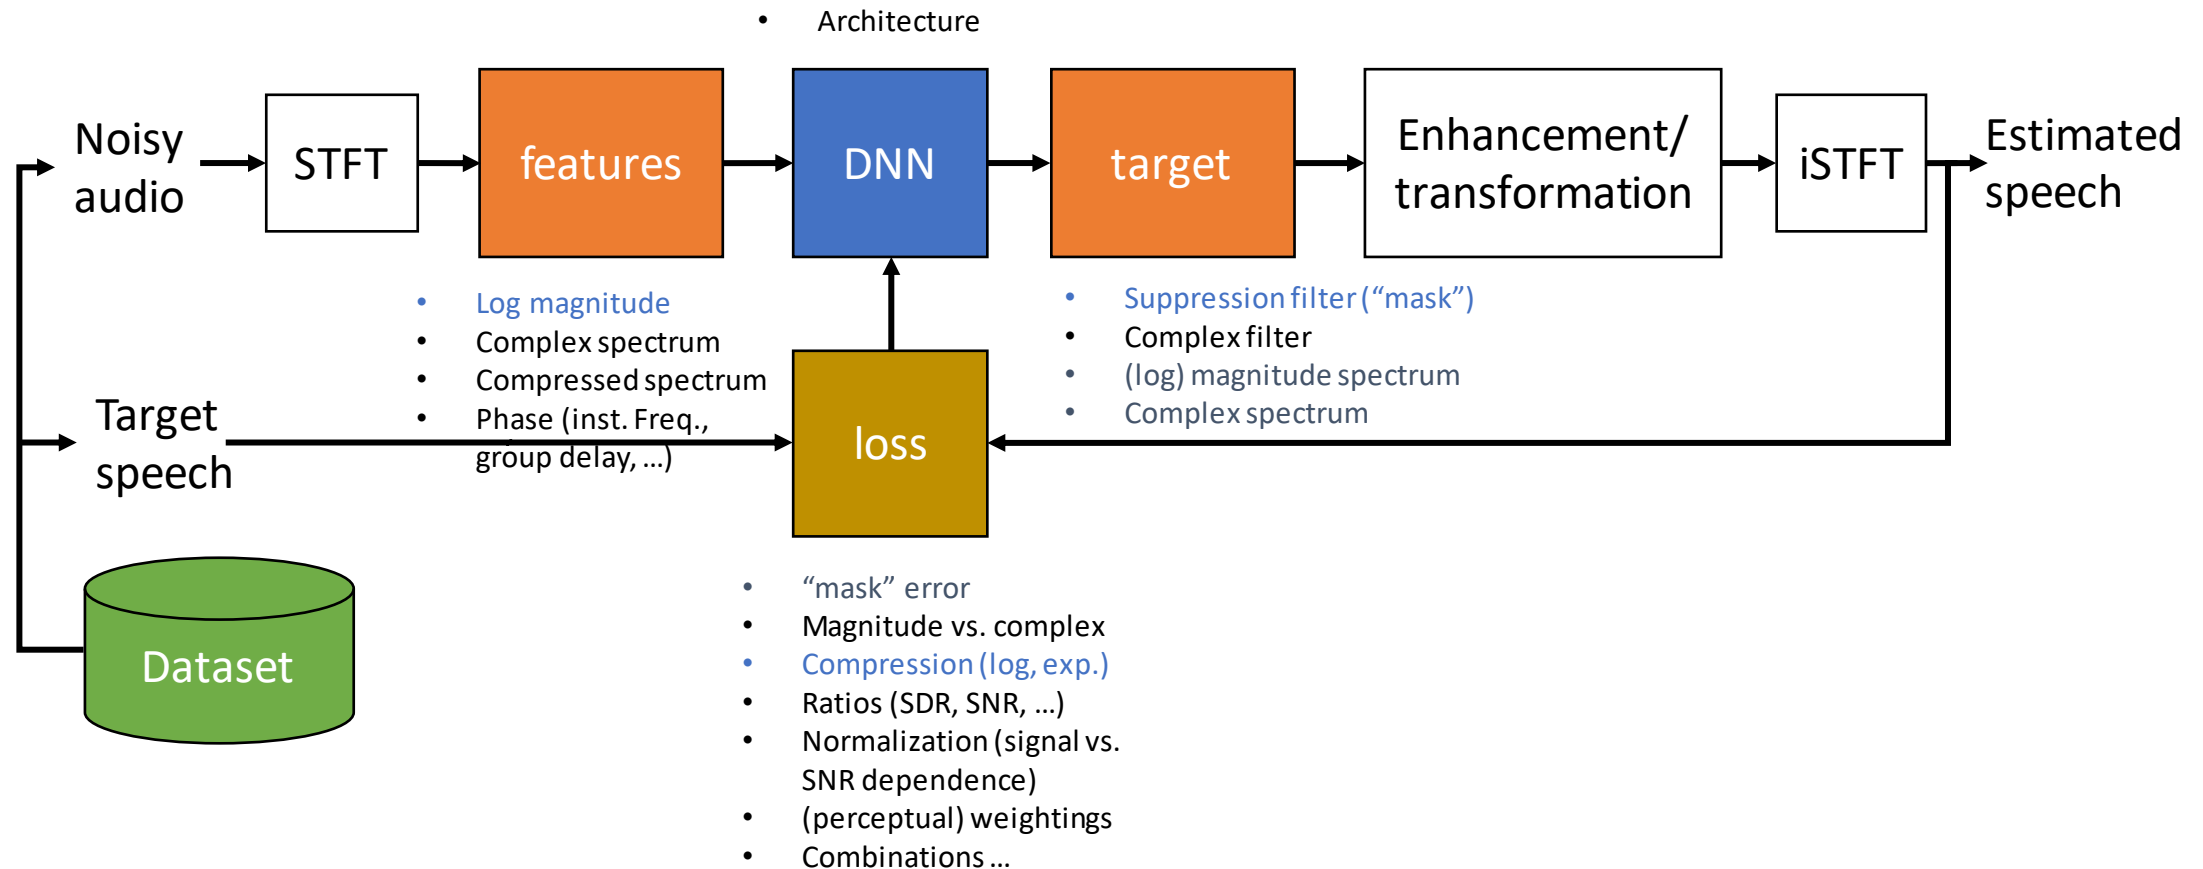 • Architecture
Noisy
audio
STFT
features
DNN
target
Enhancement/
transformation
iSTFT
Estimated
speech
• Log magnitude
• Complex spectrum
• Compressed spectrum
• Phase (inst. Freq.,
group delay, ...)
• Suppression filter (“mask”)
• Complex filter
• (log) magnitude spectrum
• Complex spectrum
Target
speech
loss
Dataset
• “mask” error
• Magnitude vs. complex
• Compression (log, exp.)
• Ratios (SDR, SNR, ...)
• Normalization (signal vs.
SNR dependence)
• (perceptual) weightings
• Combinations ...